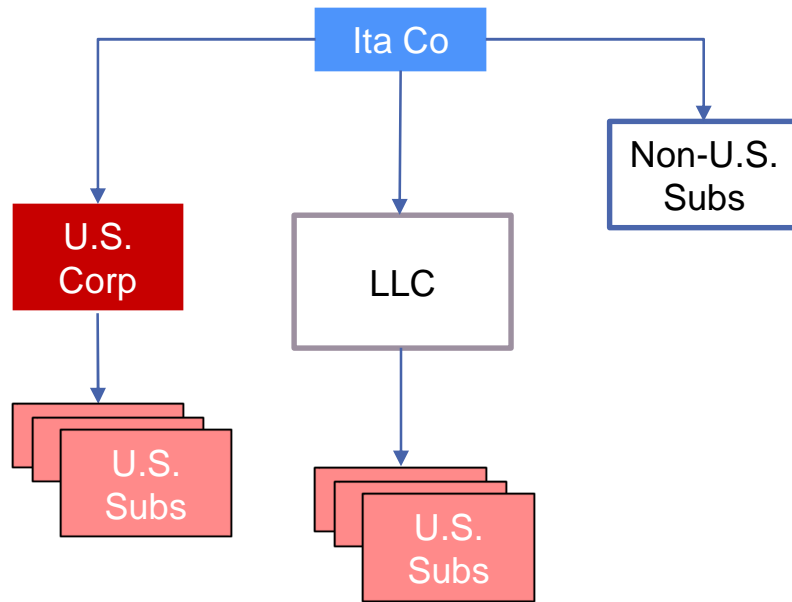 Ita Co
Non-U.S.
Subs
U.S.
Corp
LLC
U.S.
Subs
U.S.
Subs